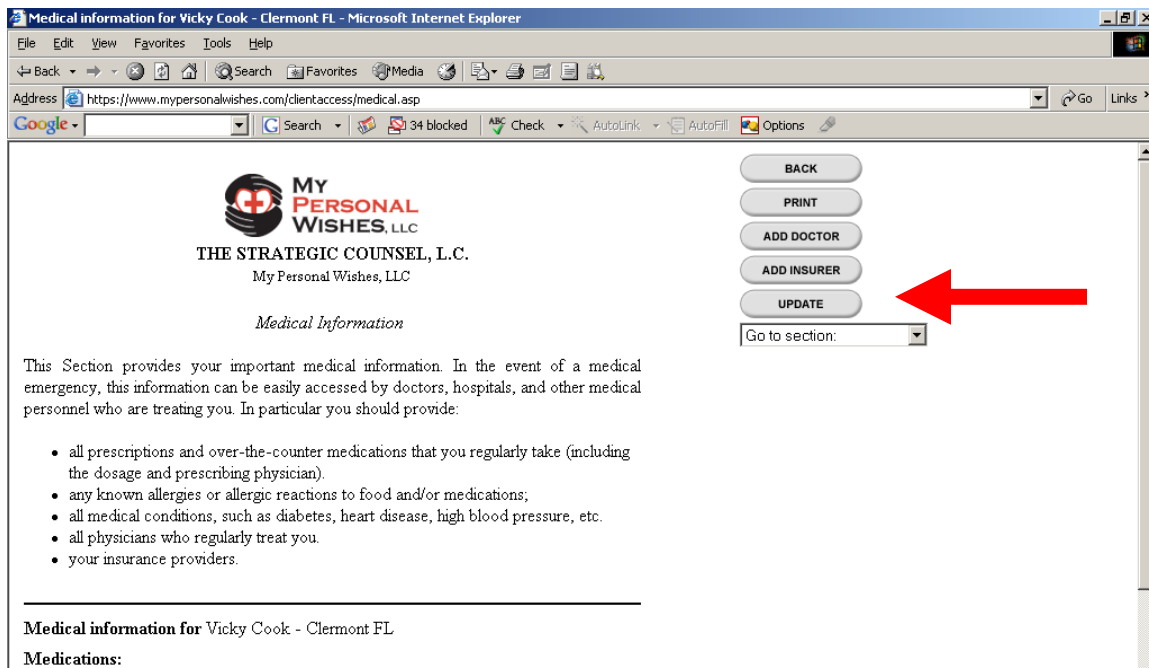 Medical information for Vicky Cook - Clermont FL - Microsoft Internet Explorer
File Edit View Favorites Tools Help
Back Search Favorites Media
Address https://www.mypersonalwishes.com/clientaccess/medical.asp Go Links »
Google Search 34 blocked ABC Check AutoLink AutoFill Options
MY
PERSONAL
WISHES, LLC
THE STRATEGIC COUNSEL, L.C.
My Personal Wishes, LLC
Medical Information
This Section provides your important medical information. In the event of a medical
emergency, this information can be easily accessed by doctors, hospitals, and other medical
personnel who are treating you. In particular you should provide:
• all prescriptions and over-the-counter medications that you regularly take (including
the dosage and prescribing physician).
• any known allergies or allergic reactions to food and/or medications;
• all medical conditions, such as diabetes, heart disease, high blood pressure, etc.
• all physicians who regularly treat you.
• your insurance providers.
Medical information for Vicky Cook - Clermont FL
Medications:
BACK
PRINT
ADD DOCTOR
ADD INSURER
UPDATE
Go to section: